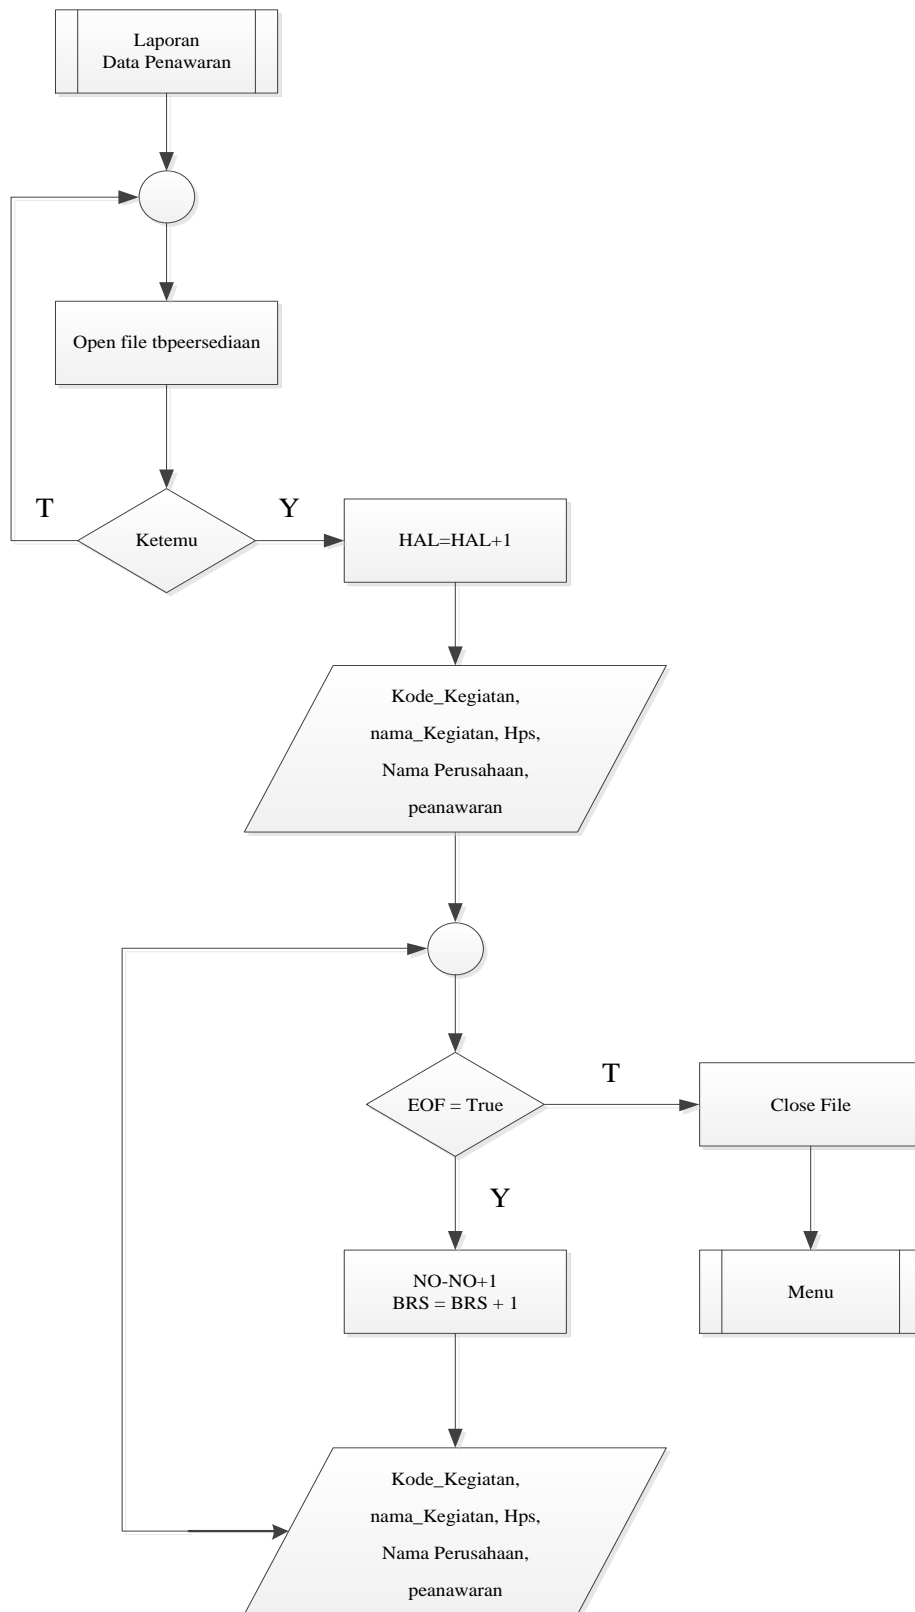 Laporan
Data Penawaran
Open file tbpeersediaan
T
Y
Ketemu
HAL=HAL+1
Kode_Kegiatan,
nama_Kegiatan, Hps,
Nama Perusahaan,
peanawaran
T
EOF = True
Close File
Y
NO-NO+1
BRS = BRS + 1
Menu
Kode_Kegiatan,
nama_Kegiatan, Hps,
Nama Perusahaan,
peanawaran